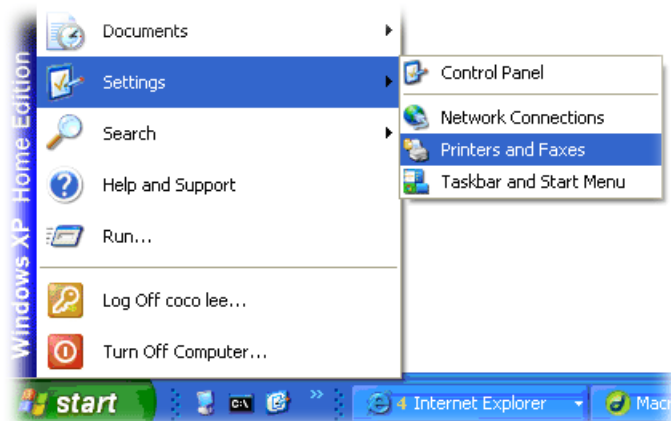 Windows XP Home Edition
Documents
Settings
Search
Help and Support
Run...
Log Off coco lee...
Turn Off Computer...
Control Panel
Network Connections
Printers and Faxes
Taskbar and Start Menu
start
C:\
»
4 Internet Explorer
Mac